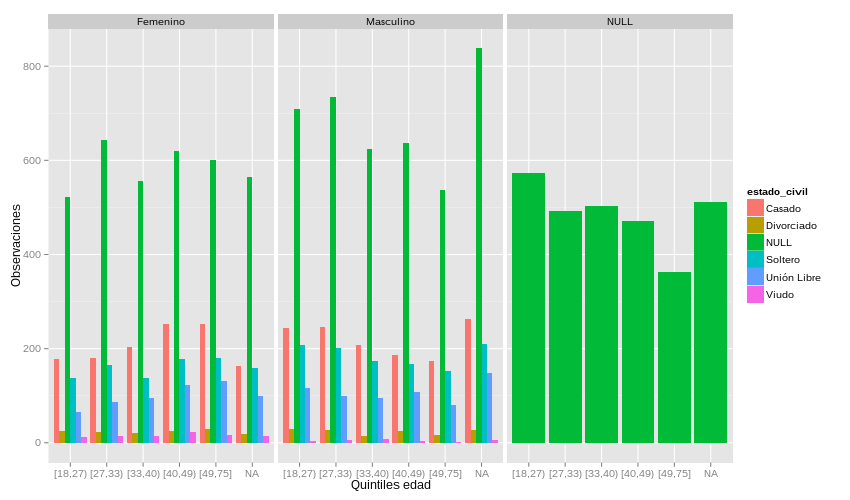 Femenino Masculino NULL
Observaciones
800
600
400
200
0
[18,27) [27,33) [33,40) [40,49) [49,75] NA [18,27) [27,33) [33,40) [40,49) [49,75] NA [18,27) [27,33) [33,40) [40,49) [49,75] NA
Quintiles edad
estado_civil
Casado
Divorciado
NULL
Soltero
Unión Libre
Viudo